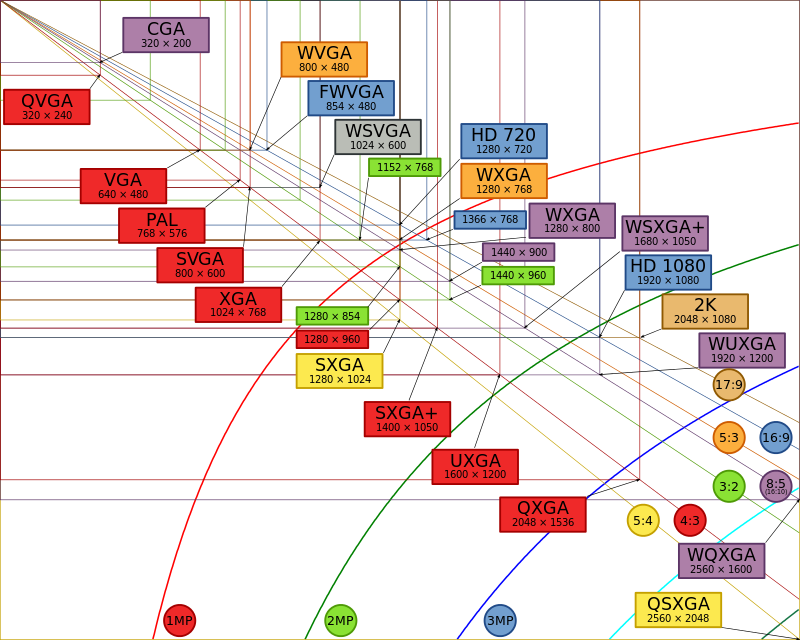 CGA
320 × 200
WVGA
800 × 480
QVGA
320 × 240
FWVGA
854 × 480
WSVGA
1024 × 600
HD 720
1280 × 720
1152 × 768
VGA
640 × 480
WXGA
1280 × 768
PAL
768 × 576
1366 × 768
WXGA
1280 × 800
WSXGA+
1680 × 1050
SVGA
800 × 600
1440 × 900
HD 1080
1920 × 1080
1440 × 960
XGA
1024 × 768
1280 × 854
2K
2048 × 1080
1280 × 960
WUXGA
1920 × 1200
SXGA
1280 × 1024
17:9
SXGA+
1400 × 1050
5:3
16:9
UXGA
1600 × 1200
3:2
8:5
(16:10)
QXGA
2048 × 1536
5:4
4:3
WQXGA
2560 × 1600
QSXGA
2560 × 2048
1MP
2MP
3MP